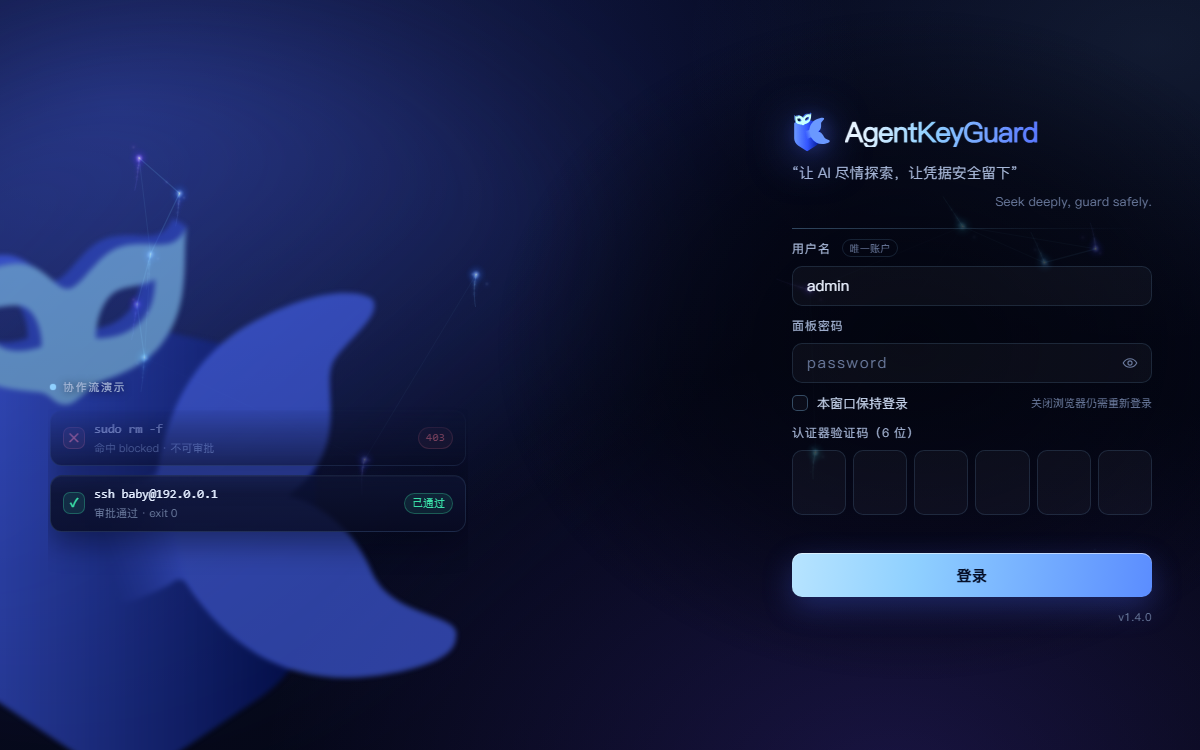 协作流演示
sudo rm -f
命中 blocked · 不可审批
403
ssh baby@192.0.0.1
审批通过 · exit 0
已通过
AgentKeyGuard
“让 AI 尽情探索，让凭据安全留下”
Seek deeply, guard safely.
用户名 唯一账户
admin
面板密码
password
本窗口保持登录 关闭浏览器仍需重新登录
认证器验证码（6 位）
登录
v1.4.0